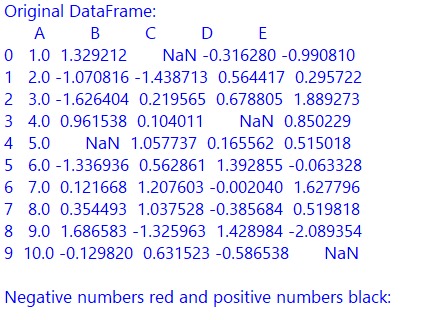 Original DataFrame:
A B C D E
0 1.0 1.329212 NaN -0.316280 -0.990810
1 2.0 -1.070816 -1.438713 0.564417 0.295722
2 3.0 -1.626404 0.219565 0.678805 1.889273
3 4.0 0.961538 0.104011 NaN 0.850229
4 5.0 NaN 1.057737 0.165562 0.515018
5 6.0 -1.336936 0.562861 1.392855 -0.063328
6 7.0 0.121668 1.207603 -0.002040 1.627796
7 8.0 0.354493 1.037528 -0.385684 0.519818
8 9.0 1.686583 -1.325963 1.428984 -2.089354
9 10.0 -0.129820 0.631523 -0.586538 NaN
Negative numbers red and positive numbers black: